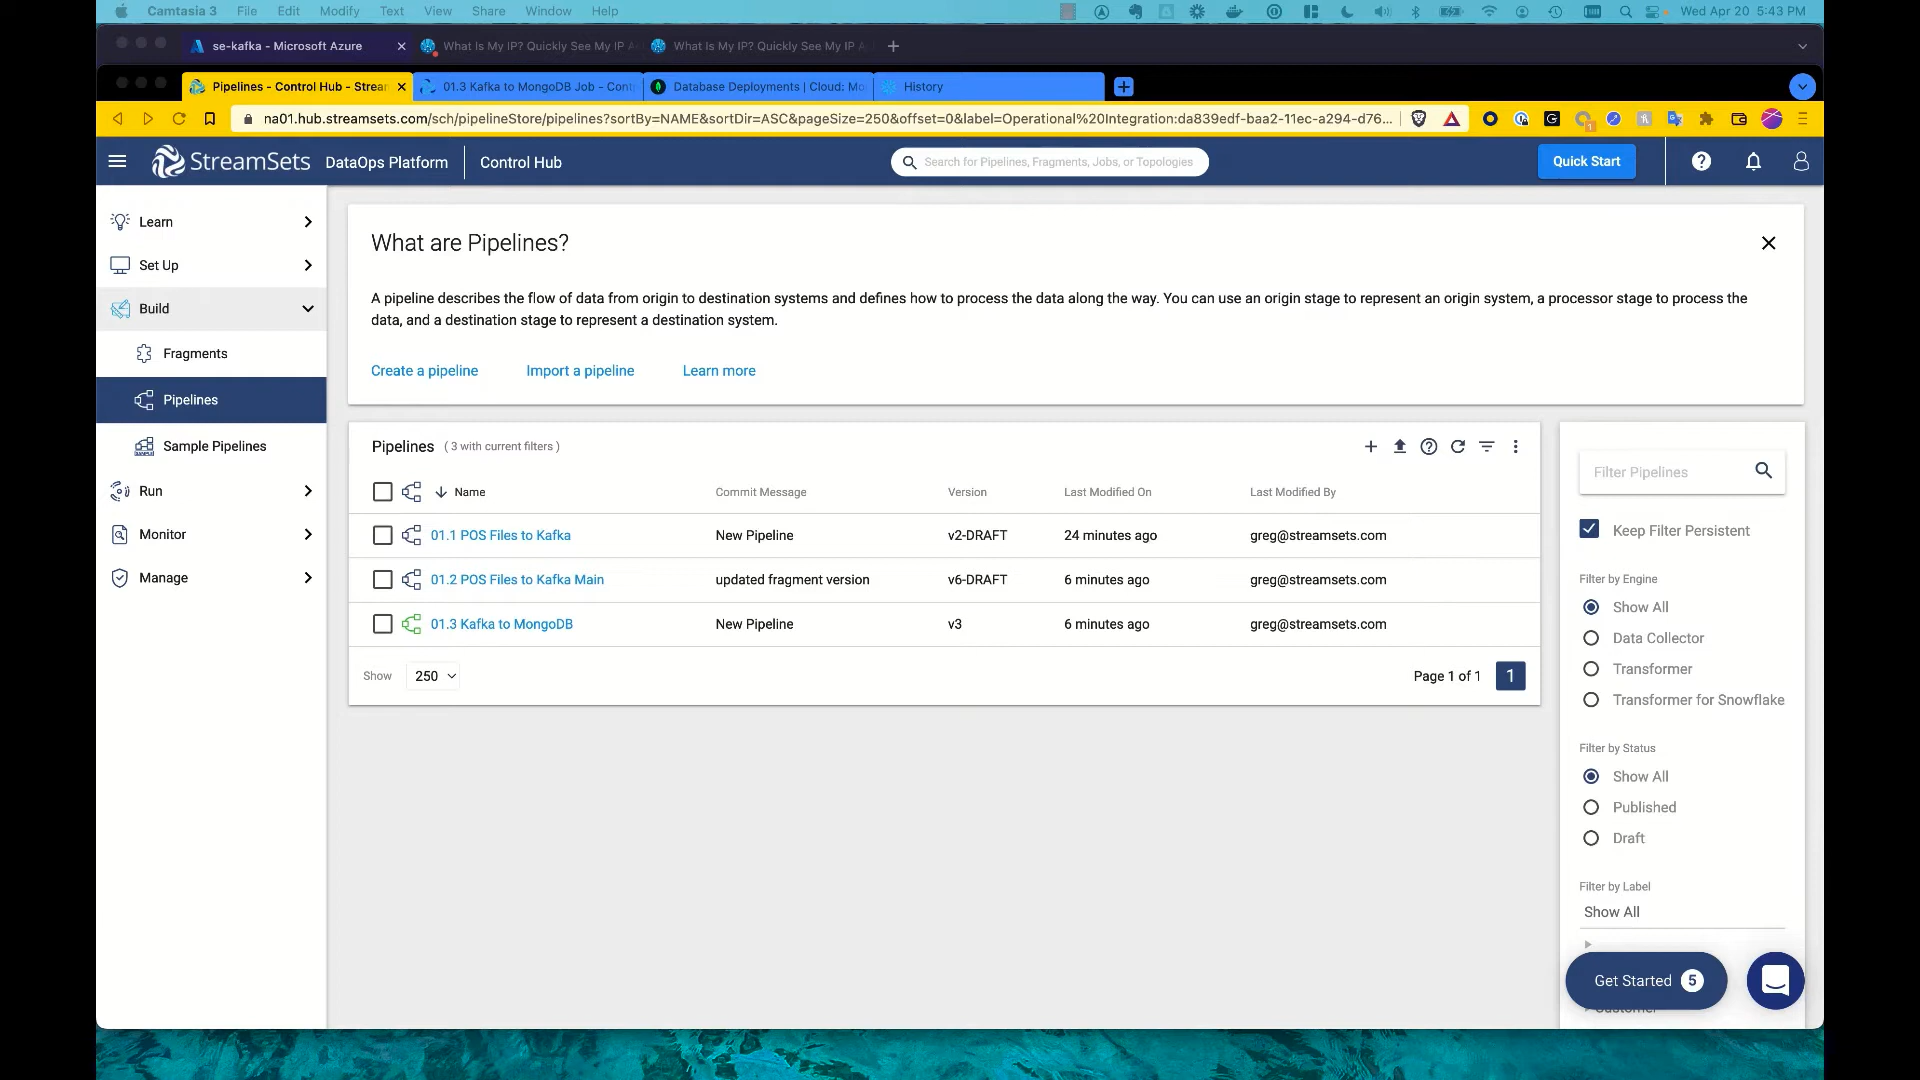 Camtasia 3 File Edit Modify Text View Share Window Help Wed Apr 20 5:43 PM
se-kafka - Microsoft Azure What Is My IP? Quickly See My IP A What Is My IP? Quickly See My IP A
Pipelines - Control Hub - Strea 01.3 Kafka to MongoDB Job - Cont Database Deployments | Cloud: Mo History
na01.hub.streamsets.com/sch/pipelineStore/pipelines?sortBy=NAME&sortDir=ASC&pageSize=250&offset=0&label=Operational%20Integration:da839edf-baa2-11ec-a294-d76...
StreamSets DataOps Platform Control Hub Search for Pipelines, Fragments, Jobs, or Topologies Quick Start
Learn
Set Up
Build
Fragments
Pipelines
Sample Pipelines
Run
Monitor
Manage
What are Pipelines?
A pipeline describes the flow of data from origin to destination systems and defines how to process the data along the way. You can use an origin stage to represent an origin system, a processor stage to process the
data, and a destination stage to represent a destination system.
Create a pipeline Import a pipeline Learn more
Pipelines ( 3 with current filters )
Name Commit Message Version Last Modified On Last Modified By
01.1 POS Files to Kafka New Pipeline v2-DRAFT 24 minutes ago greg@streamsets.com
01.2 POS Files to Kafka Main updated fragment version v6-DRAFT 6 minutes ago greg@streamsets.com
01.3 Kafka to MongoDB New Pipeline v3 6 minutes ago greg@streamsets.com
Show 250 Page 1 of 1 1
Filter Pipelines
Keep Filter Persistent
Filter by Engine
Show All
Data Collector
Transformer
Transformer for Snowflake
Filter by Status
Show All
Published
Draft
Filter by Label
Show All
Get Started 5